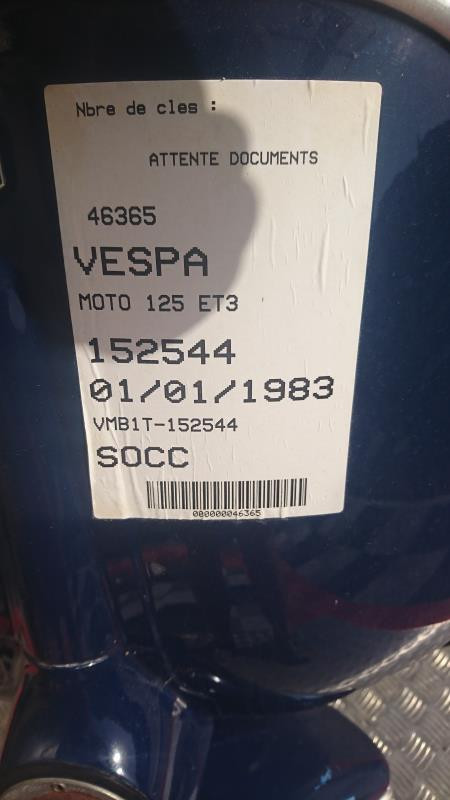 Nbre de cles :
ATTENTE DOCUMENTS
46365
VESPA
MOTO 125 ET3
152544
01/01/1983
VMB1T-152544
SOCC
000000046365